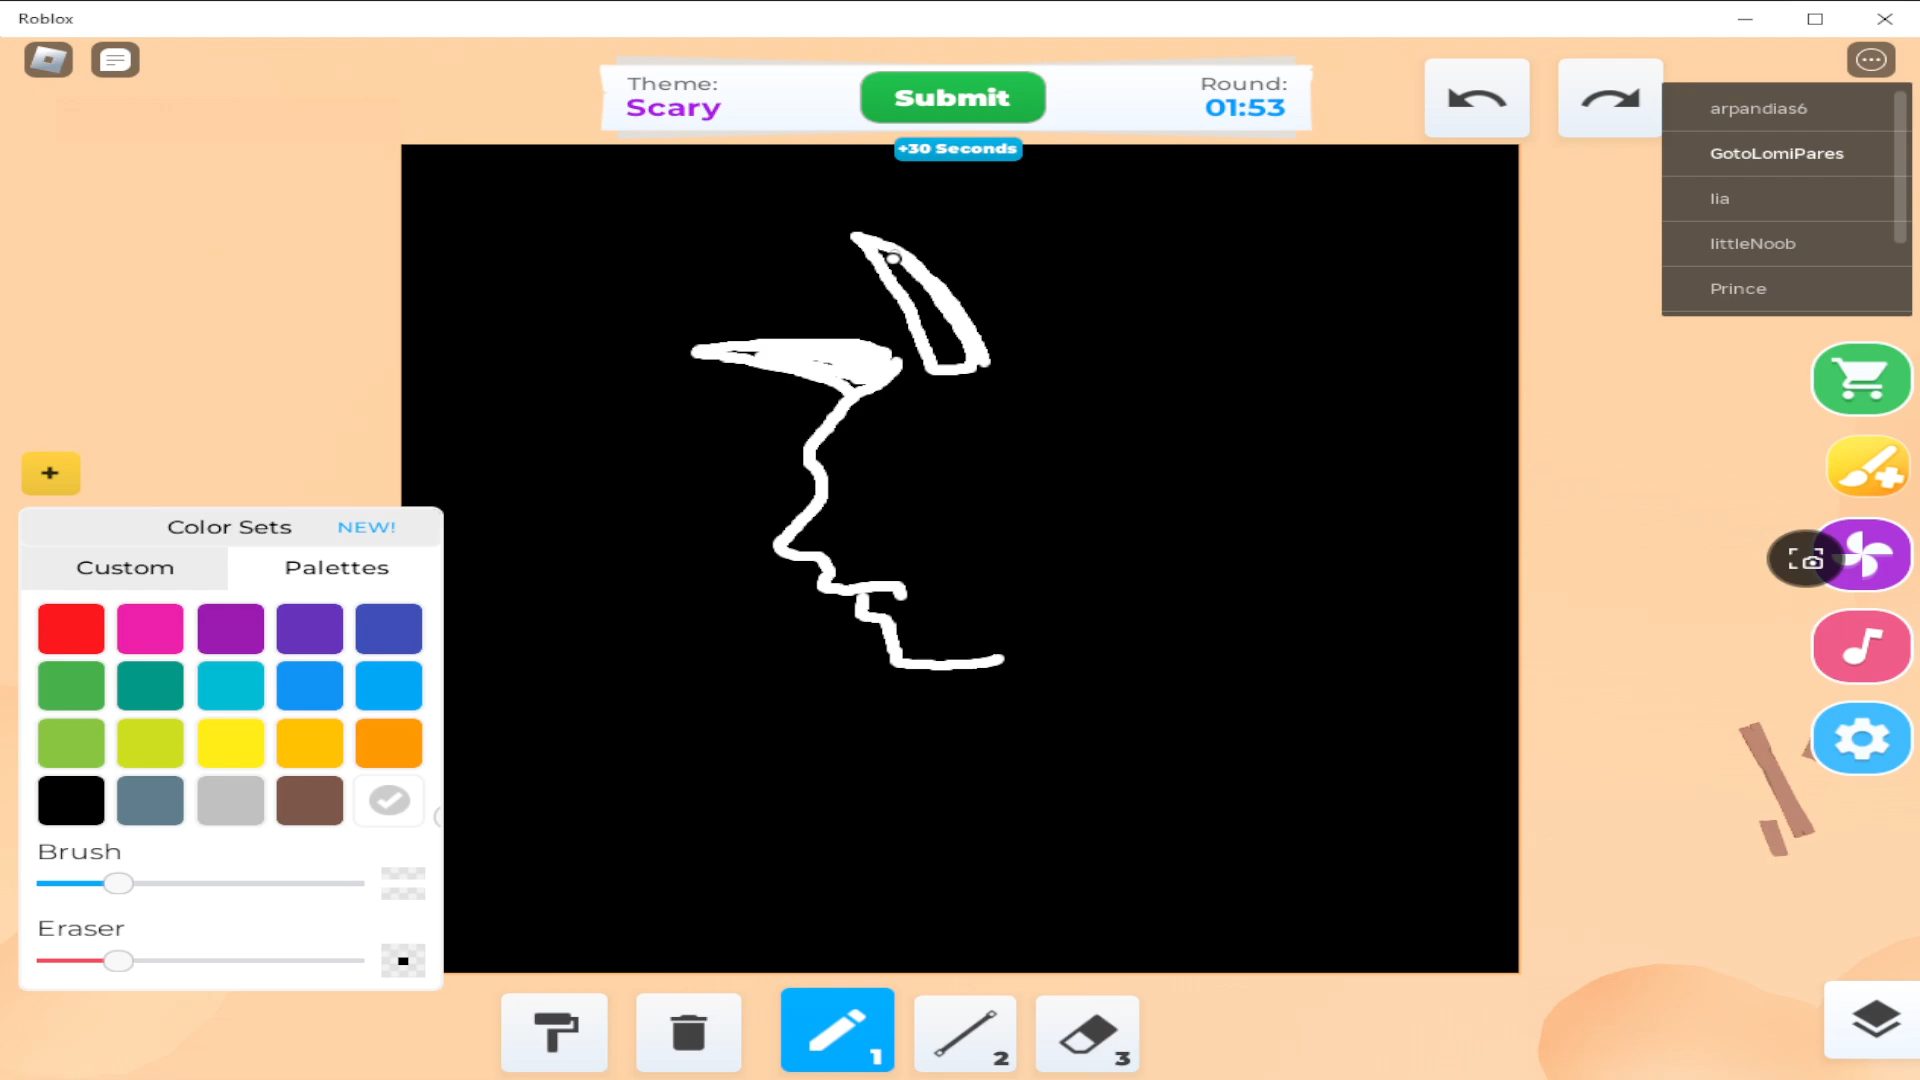 Roblox
Theme:
Scary
Submit
Round:
01:53
+30 Seconds
arpandias6
GotoLomiPares
lia
littleNoob
Prince
+
Color Sets NEW!
Custom Palettes
Brush
Eraser
1
2
3